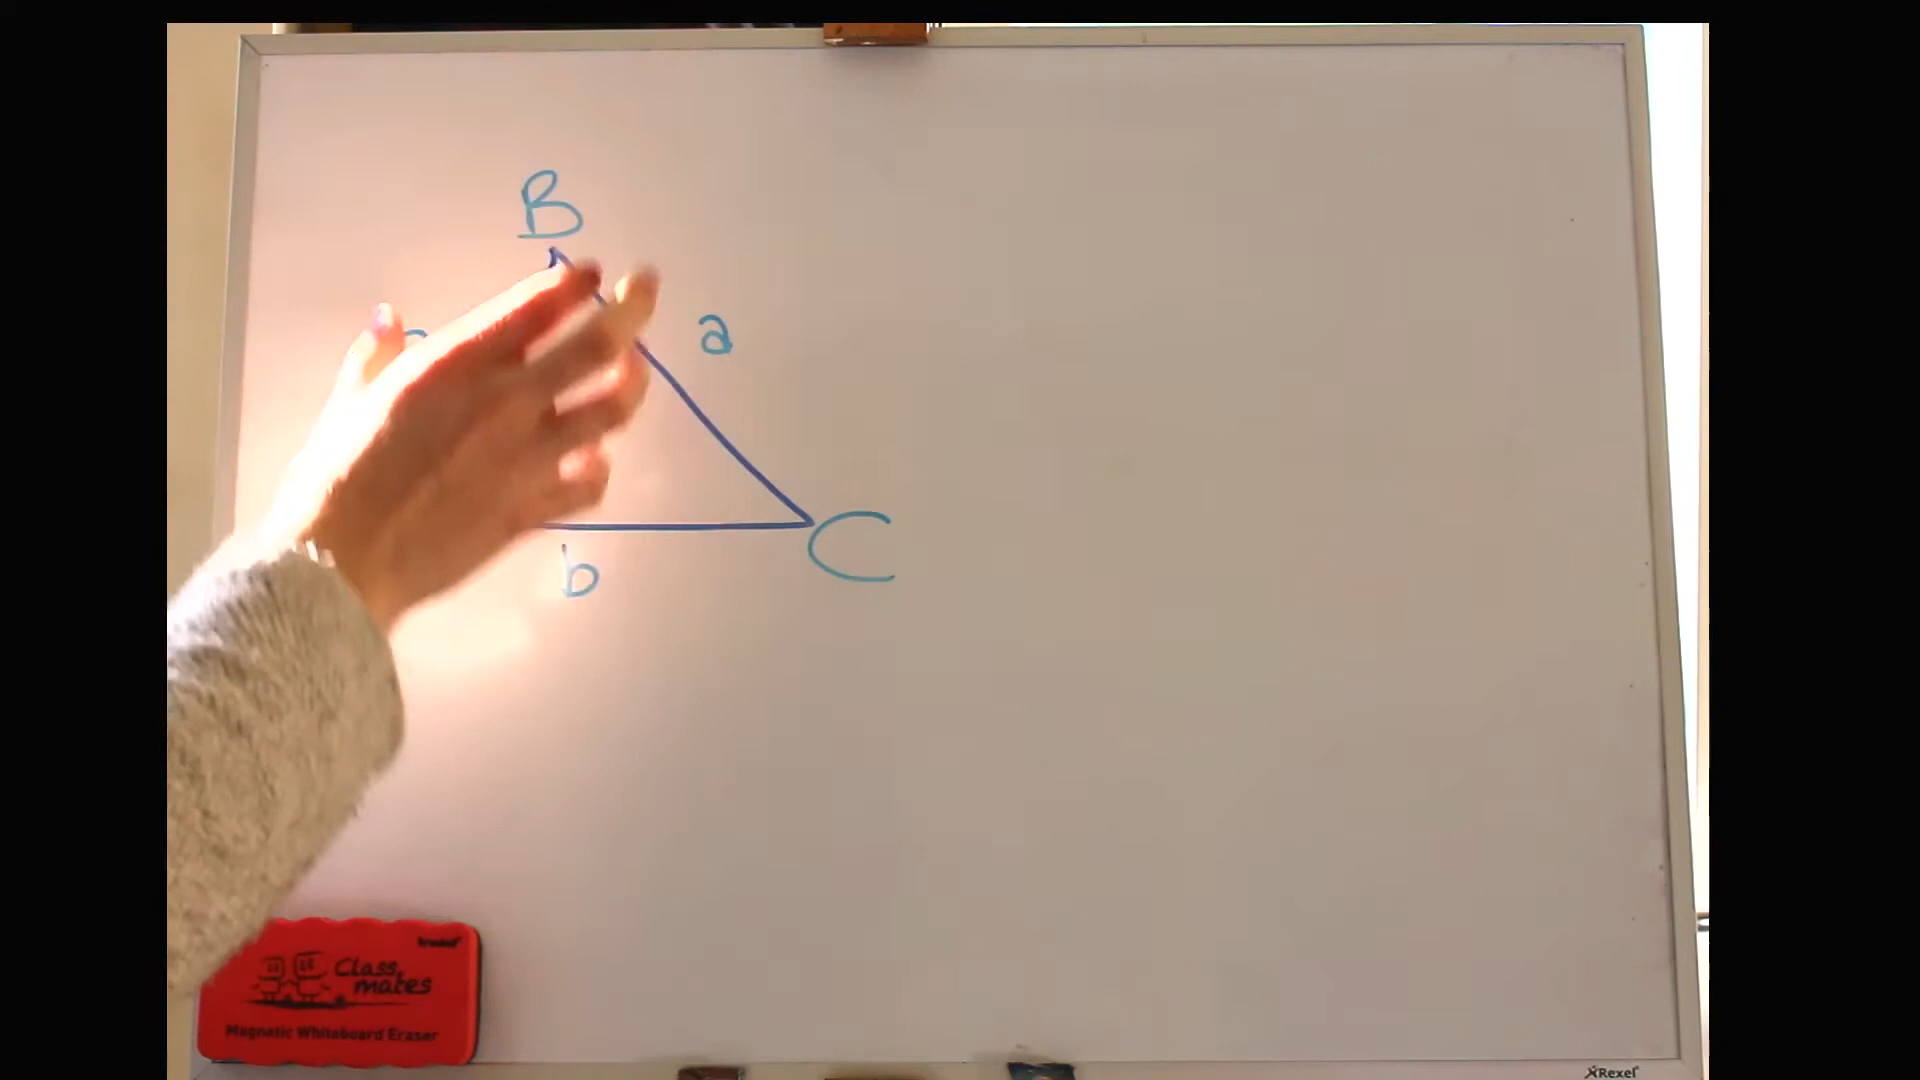 B
a
C
b
Class
mates
Magnetic Whiteboard Eraser
Rexel